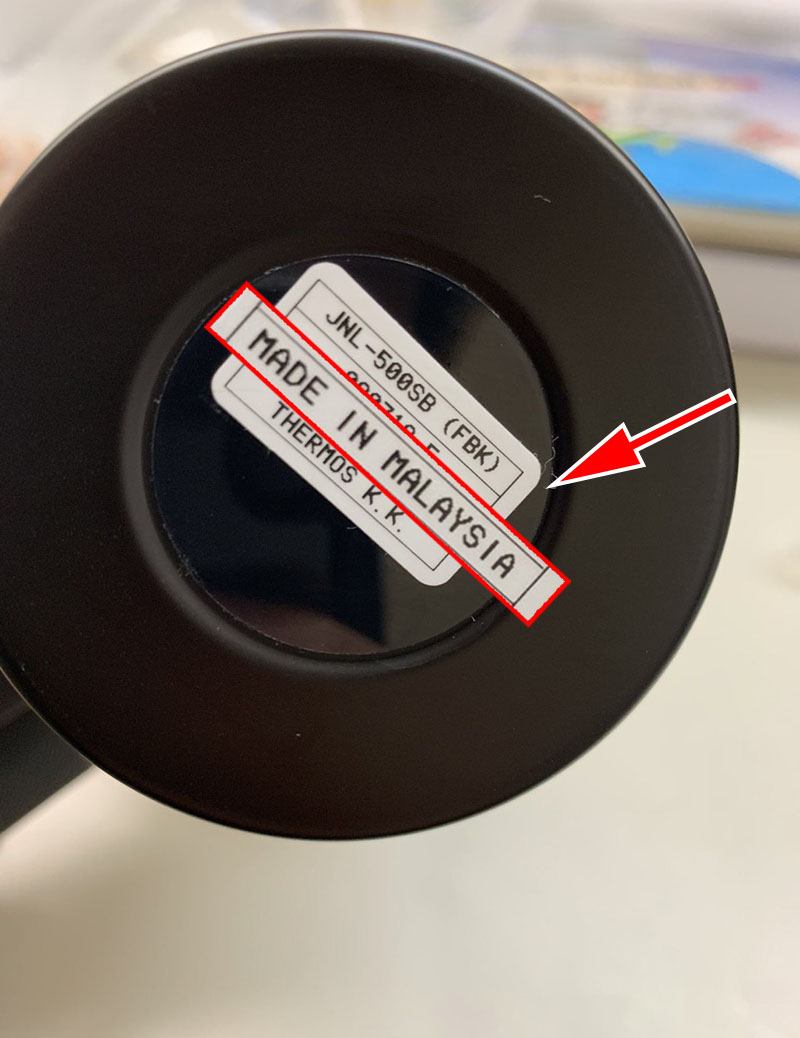 JNL-500SB (FBK)
MADE IN MALAYSIA
THERMOS K.K.